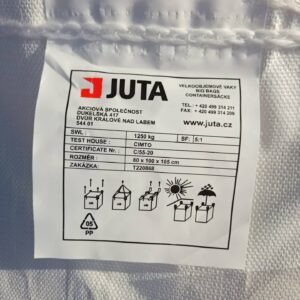 JUTA
VELKOOBJEMOVÉ VAKY
BIG BAGS
CONTAINERSÄCKE
TEL. + 420 499 314 211
FAX: + 420 499 314 209
www.juta.cz
AKCIOVÁ SPOLEČNOST
DUKELSKÁ 417
DVŮR KRÁLOVÉ NAD LABEM
544 01
SWL : 1250 kg SF: 5:1
TEST HOUSE : CIMTO
CERTIFICATE Nr.: C/55-20
ROZMĚR : 80 x 100 x 105 cm
ZAKÁZKA: T220868
05
PP